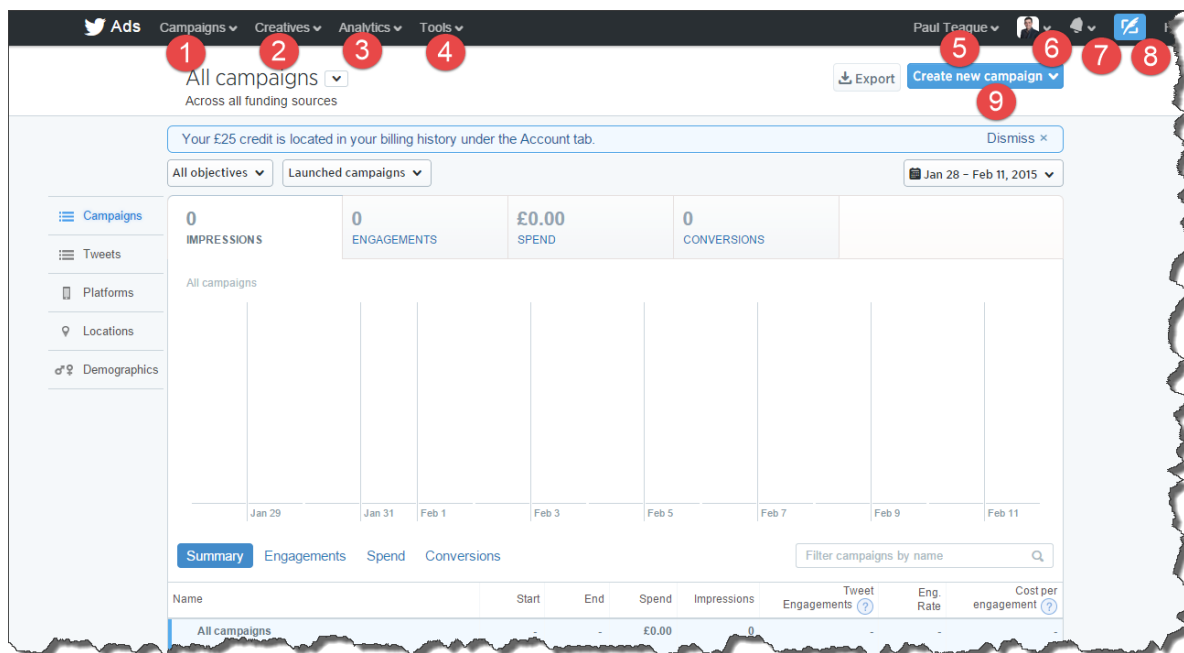 Ads Campaigns Creatives Analytics Tools Paul Teague
1 2 3 4 5 6 7 8
All campaigns
Across all funding sources
Export
Create new campaign
9
Your £25 credit is located in your billing history under the Account tab. Dismiss ×
All objectives Launched campaigns Jan 28 – Feb 11, 2015
Campaigns
Tweets
Platforms
Locations
Demographics
0 0 £0.00 0
IMPRESSIONS ENGAGEMENTS SPEND CONVERSIONS
All campaigns
Jan 29 Jan 31 Feb 1 Feb 3 Feb 5 Feb 7 Feb 9 Feb 11
Summary Engagements Spend Conversions Filter campaigns by name
Name Start End Spend Impressions Tweet Engagements ? Eng. Rate Cost per engagement ?
All campaigns - - £0.00 0 - - -